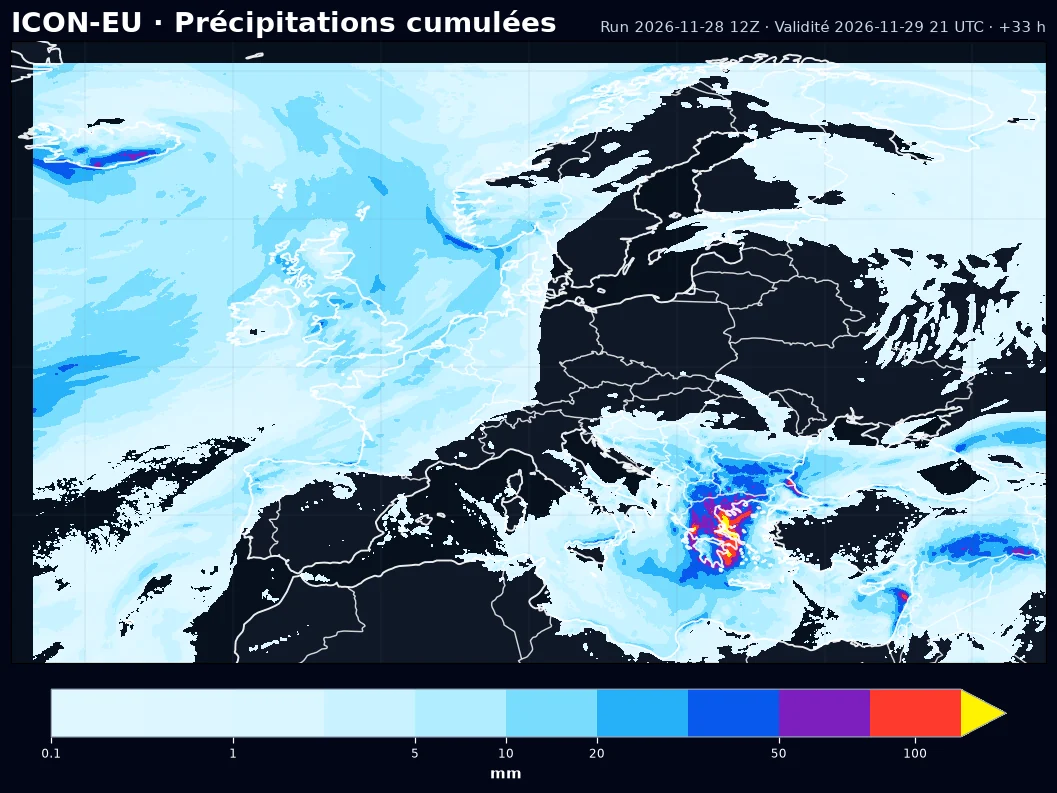 ICON-EU · Précipitations cumulées
Run 2026-11-28 12Z · Validité 2026-11-29 21 UTC · +33 h
0.1 1 5 10 20 50 100
mm